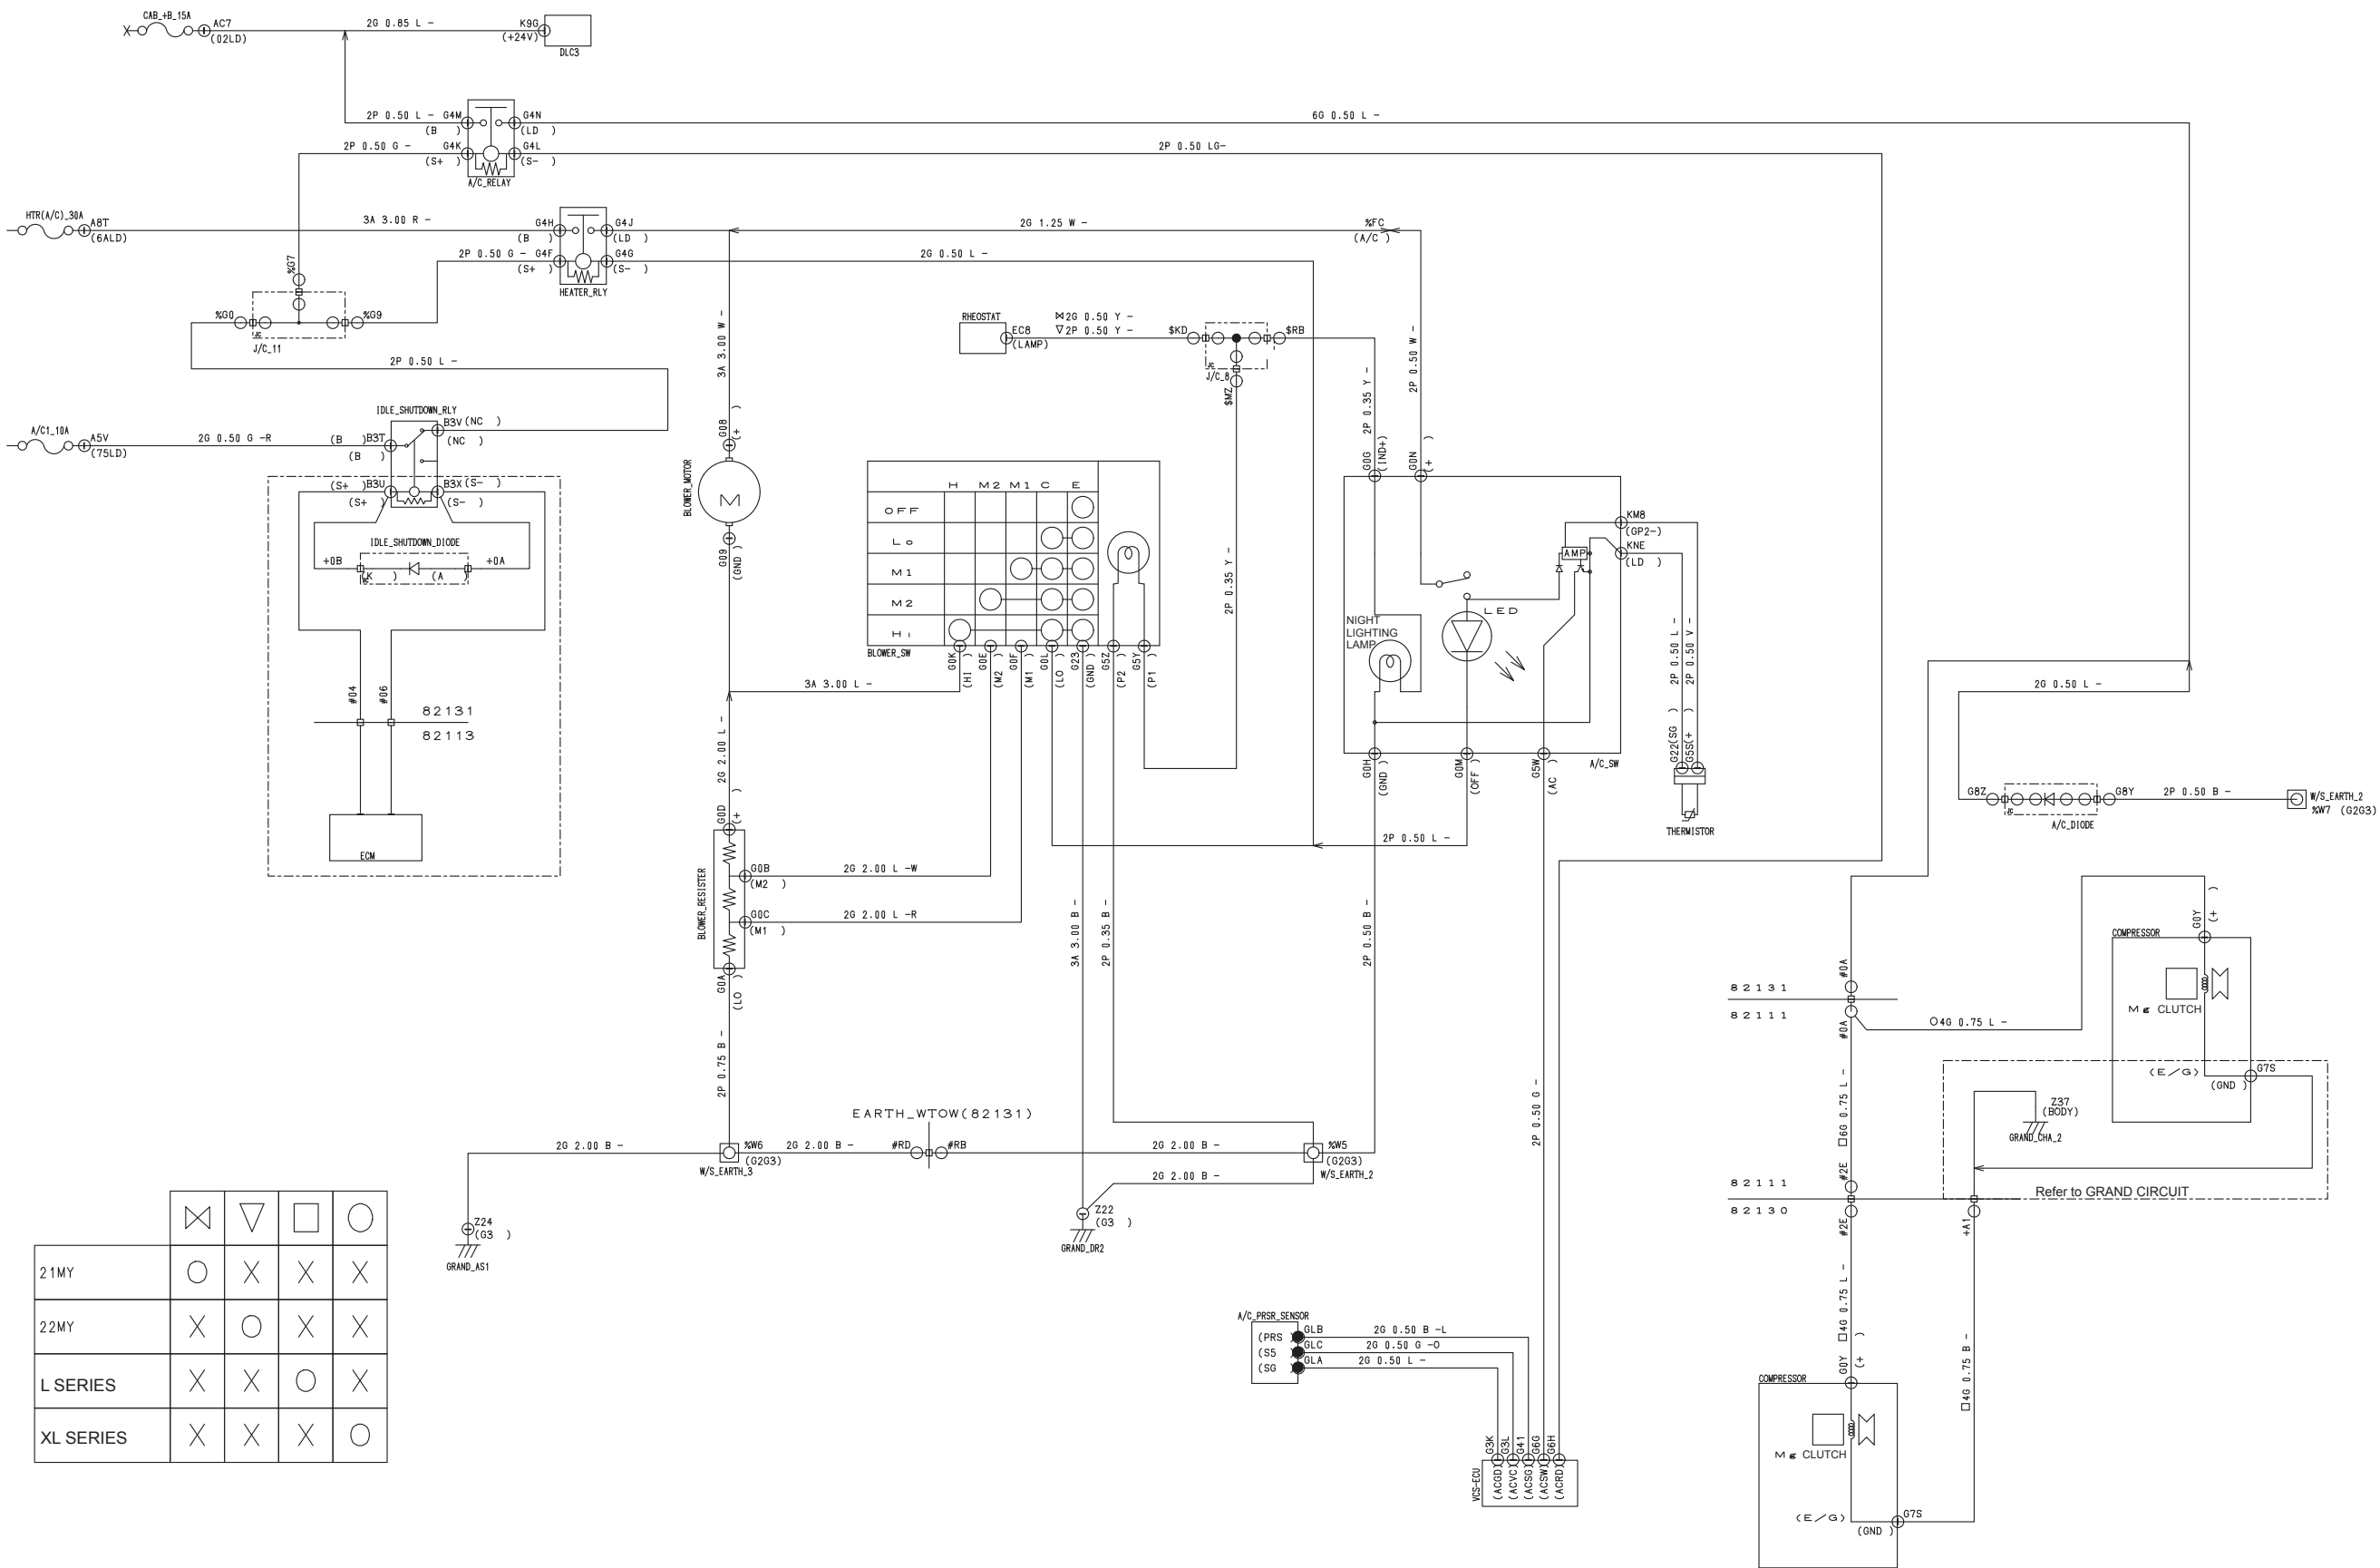 CAB_+B_15A
AC7
(02LD)
2G 0.85 L -
K9G
(+24V)
DLC3
2P 0.50 L -
G4M
(B )
G4N
(LD )
6G 0.50 L -
2P 0.50 G -
G4K
(S+ )
G4L
(S- )
2P 0.50 LG-
A/C_RELAY
HTR(A/C)_30A
A8T
(6ALD)
3A 3.00 R -
G4H
(B )
G4J
(LD )
2G 1.25 W -
%FC
(A/C )
2P 0.50 G -
G4F
(S+ )
G4G
(S- )
2G 0.50 L -
HEATER_RLY
%G7
%G0
%G9
J/C_11
2P 0.50 L -
3A 3.00 W -
RHEOSTAT
EC8
(LAMP)
⋈2G 0.50 Y -
▽2P 0.50 Y -
$KD
$RB
J/C_8
$MZ
2P 0.35 Y -
2P 0.50 W -
IDLE_SHUTDOWN_RLY
B3V(NC )
(NC )
A/C1_10A
A5V
(75LD)
2G 0.50 G -R
(B )B3T
(B )
(S+ )B3U
(S+ )
B3X(S- )
(S- )
IDLE_SHUTDOWN_DIODE
+0B
(K )
(A )
+0A
#04
#06
82131
82113
ECM
G08
(+ )
BLOWER_MOTOR
M
G09
(GND )
H M2 M1 C E
OFF
Lo
M1
M2
Hi
BLOWER_SW
G0K
(HI )
G0E
(M2 )
G0F
(M1 )
G0L
(LO )
G23
(GND )
G5Z
(P2 )
G5Y
(P1 )
2P 0.35 Y -
3A 3.00 L -
2G 2.00 L -
G0D
(+ )
BLOWER_RESISTER
G0B
(M2 )
2G 2.00 L -W
G0C
(M1 )
2G 2.00 L -R
G0A
(LO )
2P 0.75 B -
G0G
(IND+)
G0N
(+ )
KM8
(GP2-)
KNE
(LD )
AMP
LED
NIGHT
LIGHTING
LAMP
A/C_SW
G0H
(GND )
G0M
(OFF )
G5W
(AC )
2P 0.50 L -
2P 0.50 V -
G22(SG )
G5S(+ )
THERMISTOR
2P 0.50 L -
2G 0.50 L -
G8Z
G8Y
A/C_DIODE
2P 0.50 B -
W/S_EARTH_2
%W7 (G2G3)
3A 3.00 B -
2P 0.35 B -
2P 0.50 B -
2P 0.50 G -
EARTH_WTOW(82131)
2G 2.00 B -
%W6
(G2G3)
W/S_EARTH_3
2G 2.00 B -
#RD
#RB
2G 2.00 B -
%W5
(G2G3)
W/S_EARTH_2
2G 2.00 B -
Z24
(G3 )
GRAND_AS1
Z22
(G3 )
GRAND_DR2
COMPRESSOR
G0Y
(+ )
CLUTCH
(E/G)
(GND )
G7S
#0A
82131
82111
#0A
○4G 0.75 L -
□6G 0.75 L -
Z37
(BODY)
GRAND_CHA_2
Refer to GRAND CIRCUIT
#2E
82111
82130
#2E
+A1
□4G 0.75 L -
□4G 0.75 B -
G0Y
(+ )
COMPRESSOR
CLUTCH
(E/G)
(GND )
G7S
A/C_PRSR_SENSOR
(PRS )
GLB
2G 0.50 B -L
(S5 )
GLC
2G 0.50 G -O
(SG )
GLA
2G 0.50 L -
VCS-ECU
G3K
(ACGD)
G3L
(ACVC)
G41
(ACSG)
G6G
(ACSW)
G6H
(ACRD)
⋈ ▽ □ ○
21MY ○ X X X
22MY X ○ X X
L SERIES X X ○ X
XL SERIES X X X ○